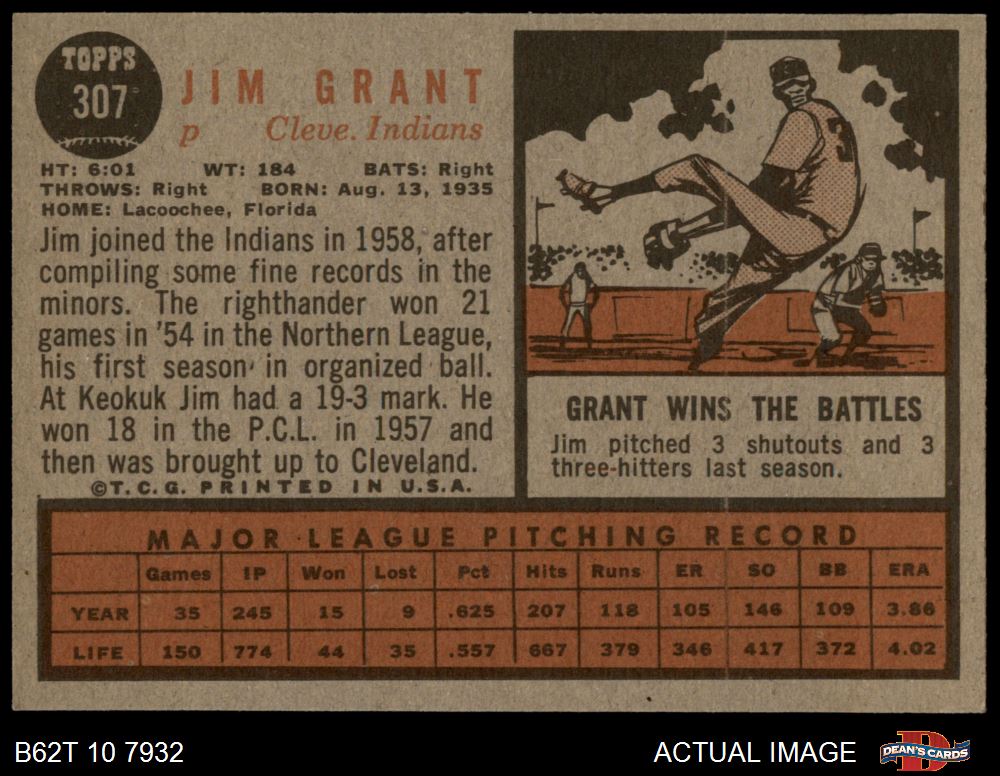 TOPPS
307
JIM GRANT
p Cleve. Indians
HT: 6:01 WT: 184 BATS: Right
THROWS: Right BORN: Aug. 13, 1935
HOME: Lacoochee, Florida
Jim joined the Indians in 1958, after
compiling some fine records in the
minors. The righthander won 21
games in '54 in the Northern League,
his first season in organized ball.
At Keokuk Jim had a 19-3 mark. He
won 18 in the P.C.L. in 1957 and
then was brought up to Cleveland.
©T.C.G. PRINTED IN U.S.A.
GRANT WINS THE BATTLES
Jim pitched 3 shutouts and 3
three-hitters last season.
MAJOR LEAGUE PITCHING RECORD
Games IP Won Lost Pct Hits Runs ER SO BB ERA
YEAR 35 245 15 9 .625 207 118 105 146 109 3.86
LIFE 150 774 44 35 .557 667 379 346 417 372 4.02
B62T 10 7932
ACTUAL IMAGE
DEAN'S CARDS